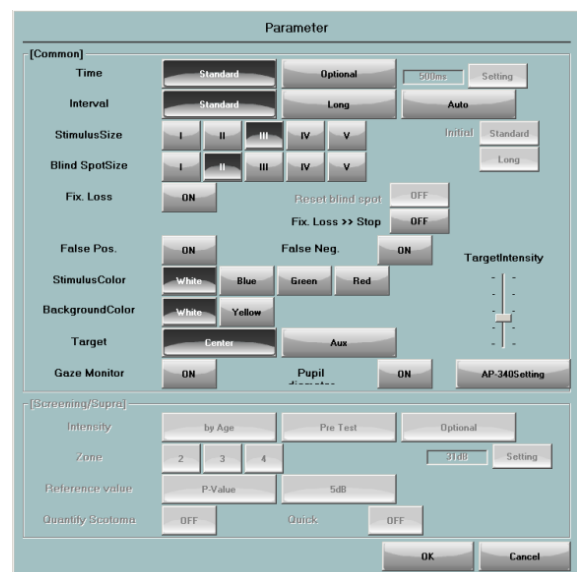 Parameter
[Common]
Time Standard Optional 500ms Setting
Interval Standard Long Auto
StimulusSize I II III IV V Initial Standard
Long
Blind SpotSize I II III IV V
Fix. Loss ON Reset blind spot OFF
Fix. Loss >> Stop OFF
False Pos. ON False Neg. ON
TargetIntensity
StimulusColor White Blue Green Red
BackgroundColor White Yellow
Target Center Aux
Gaze Monitor ON Pupil ON AP-340Setting
[Screening/Supra]
Intensity by Age Pre Test Optional
Zone 2 3 4 31dB Setting
Reference value P-Value 5dB
Quantify Scotoma OFF Quick OFF
OK Cancel